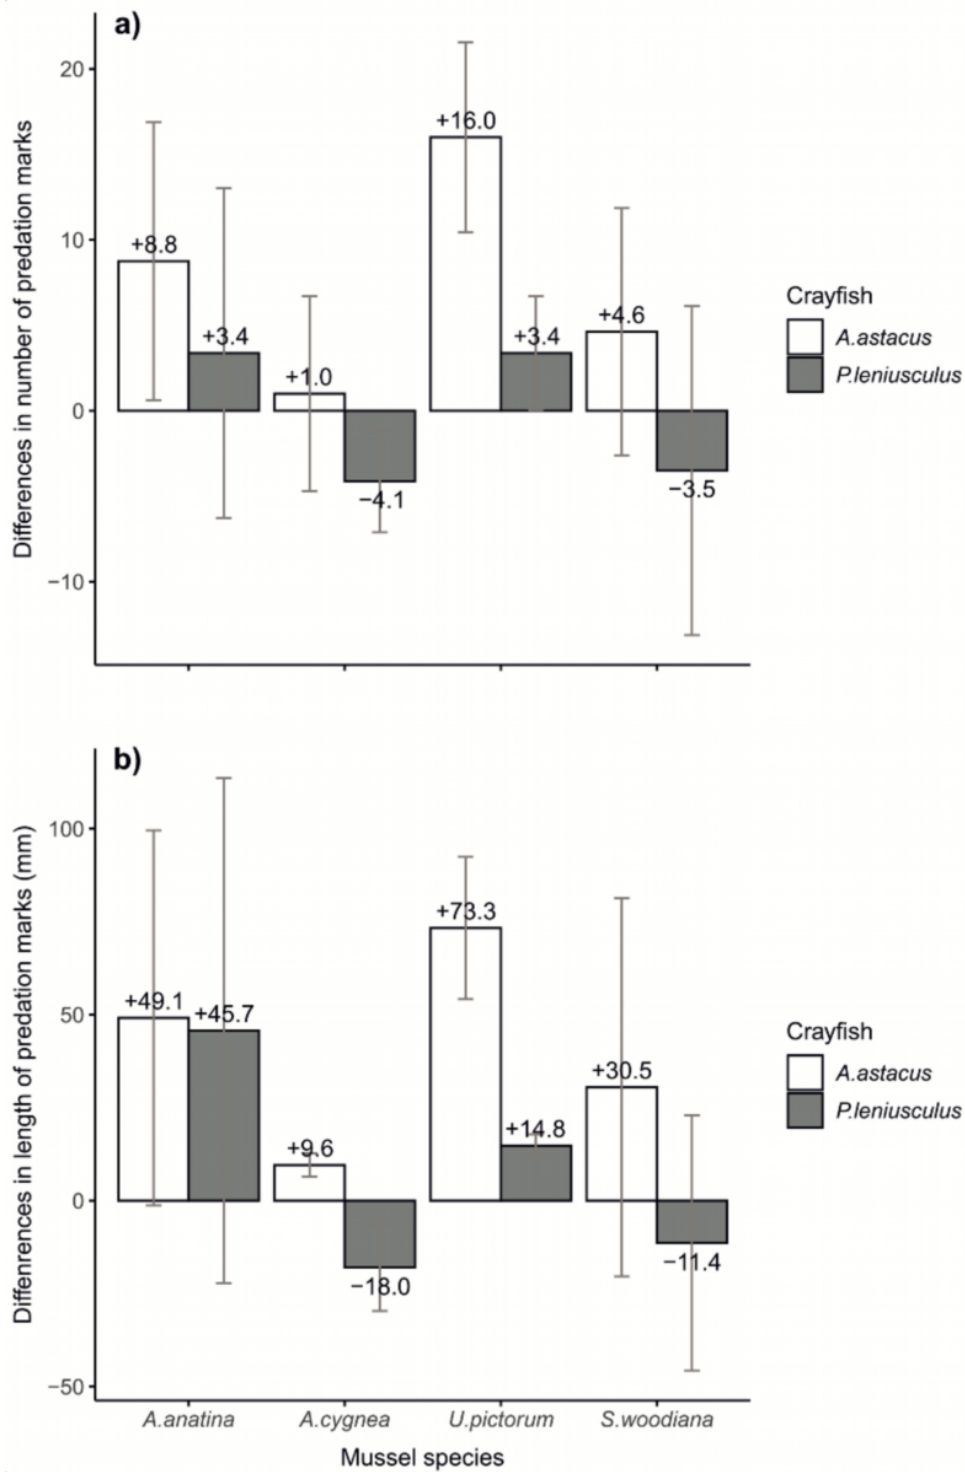 a)
Differences in number of predation marks
20
10
0
−10
+8.8
+3.4
+1.0
−4.1
+16.0
+3.4
+4.6
−3.5
Crayfish
A.astacus
P.leniusculus
b)
Difenrences in length of predation marks (mm)
100
50
0
−50
+49.1
+45.7
+9.6
−18.0
+73.3
+14.8
+30.5
−11.4
Crayfish
A.astacus
P.leniusculus
A.anatina A.cygnea U.pictorum S.woodiana
Mussel species